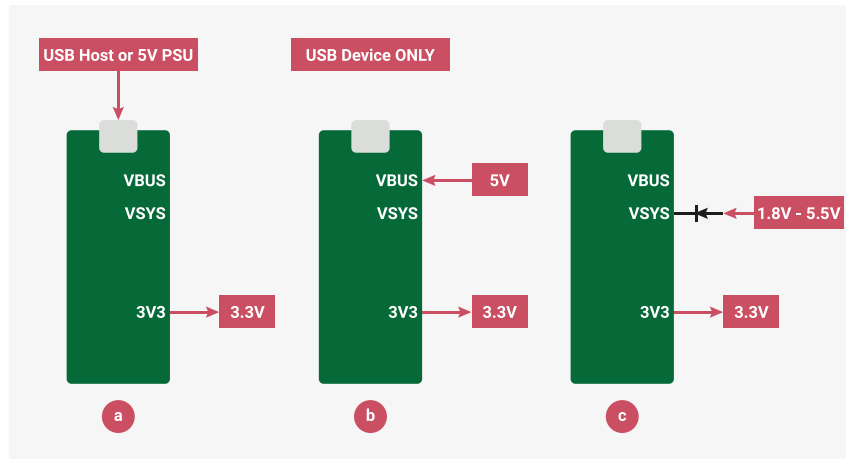 USB Host or 5V PSU
USB Device ONLY
VBUS
VSYS
3V3
3.3V
a
VBUS
5V
VSYS
3V3
3.3V
b
VBUS
VSYS
1.8V - 5.5V
3V3
3.3V
c